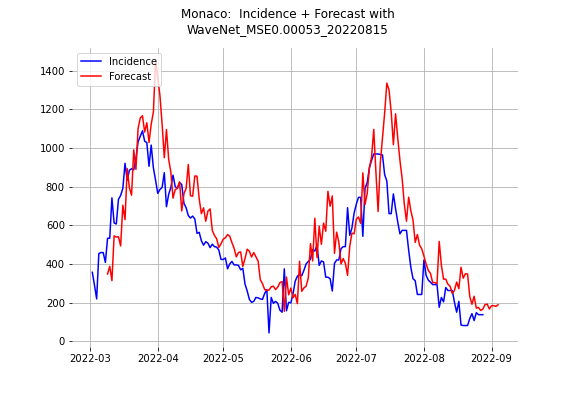 Monaco:  Incidence + Forecast with
WaveNet_MSE0.00053_20220815
Incidence
Forecast
1400
1200
1000
800
600
400
200
0
2022-03 2022-04 2022-05 2022-06 2022-07 2022-08 2022-09